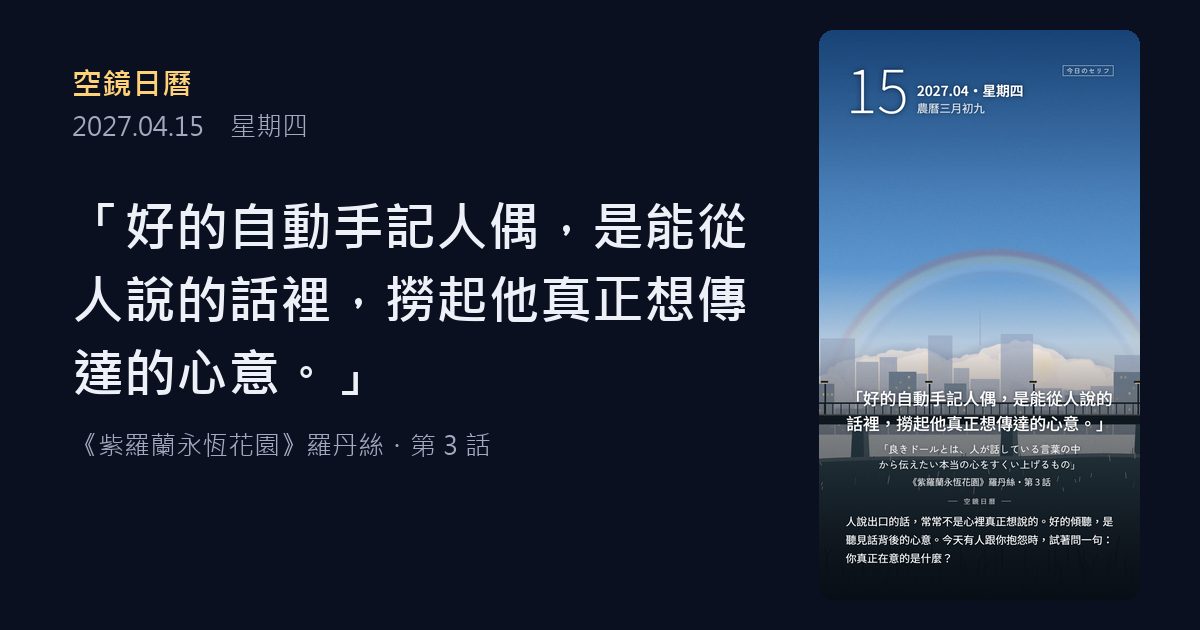 空鏡日曆
2027.04.15　星期四
「好的自動手記人偶，是能從
人說的話裡，撈起他真正想傳
達的心意。」
《紫羅蘭永恆花園》羅丹絲・第 3 話
15
2027.04・星期四
農曆三月初九
今日のセリフ
「好的自動手記人偶，是能從人說的
話裡，撈起他真正想傳達的心意。」
「良きドールとは、人が話している言葉の中
から伝えたい本当の心をすくい上げるもの」
《紫羅蘭永恆花園》羅丹絲・第 3 話
— 空鏡日曆 —
人說出口的話，常常不是心裡真正想說的。好的傾聽，是
聽見話背後的心意。今天有人跟你抱怨時，試著問一句：
你真正在意的是什麼？